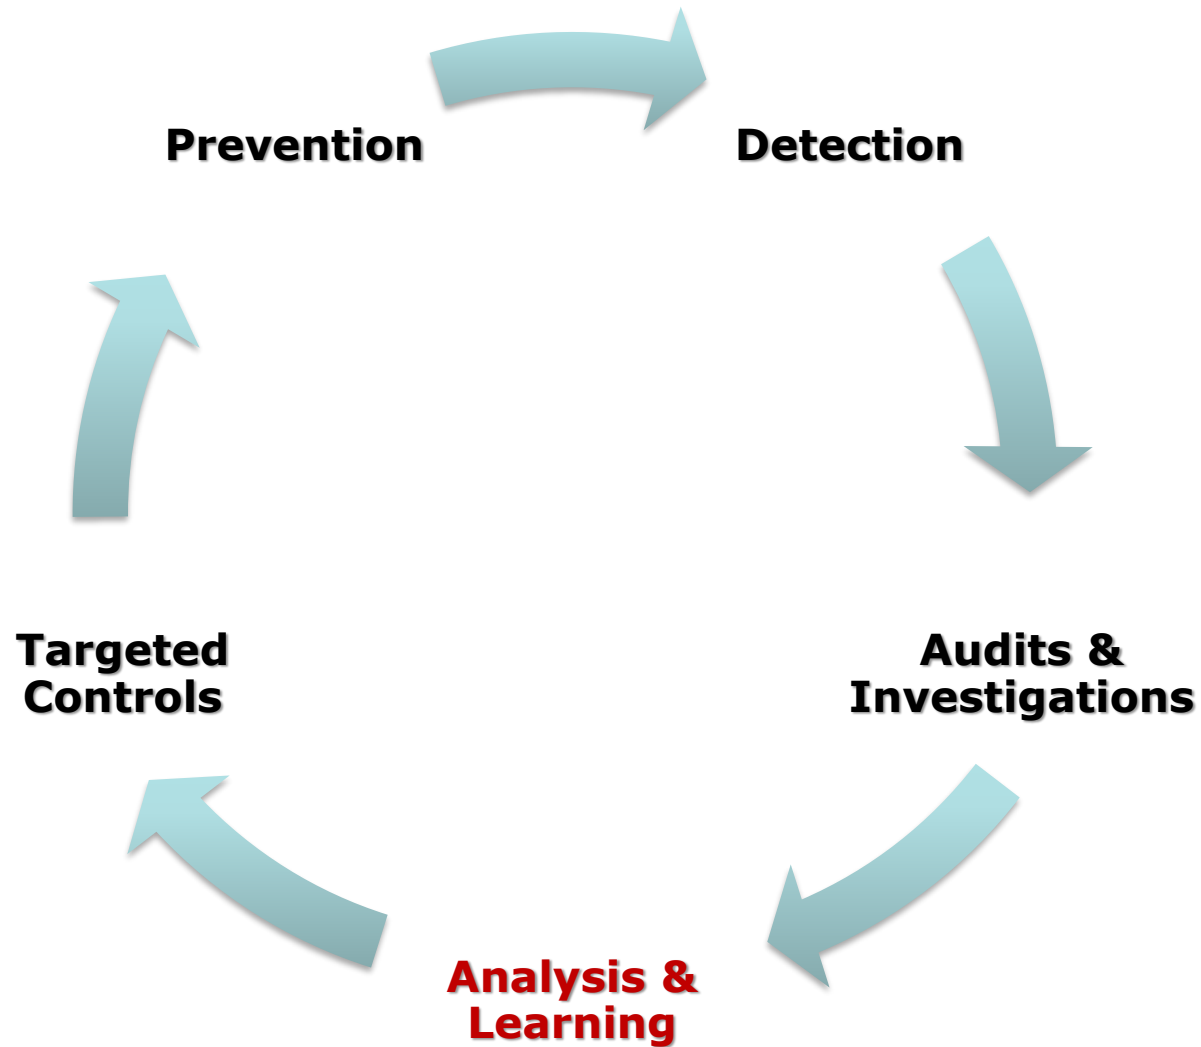 Prevention
Detection
Audits &
Investigations
Analysis &
Learning
Targeted
Controls